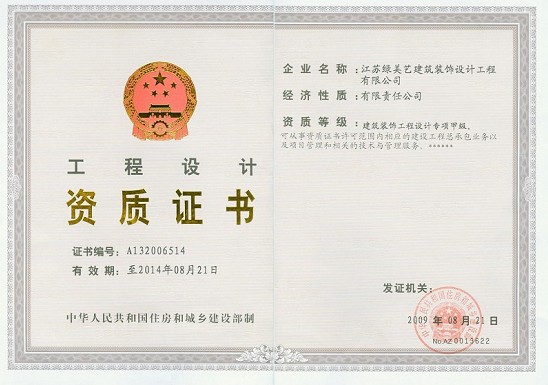 工程设计
资质证书
证书编号：A132006514
有 效 期：至2014年08月21日
中华人民共和国住房和城乡建设部制
企 业 名 称：江苏绿美艺建筑装饰设计工程
有限公司
经 济 性 质：有限责任公司
资 质 等 级：建筑装饰工程设计专项甲级。
可从事资质证书许可范围内相应的建设工程总承包业务以
及项目管理和相关的技术与管理服务。******
发证机关：
2009 年 08 月 21 日
No.AZ 0013622